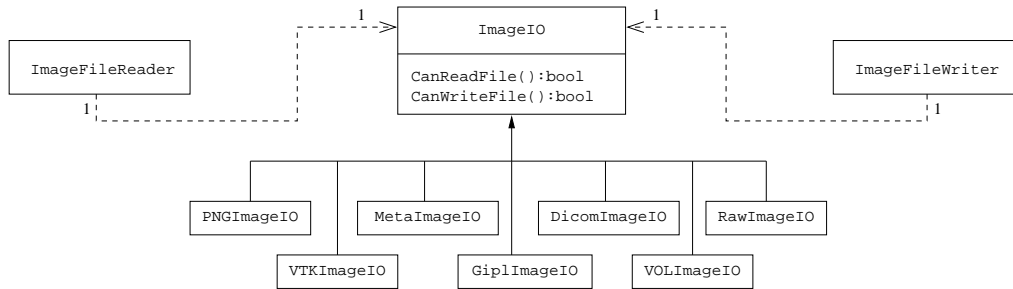 1
1
ImageIO
ImageFileReader
ImageFileWriter
CanReadFile():bool
CanWriteFile():bool
1
1
PNGImageIO
MetaImageIO
DicomImageIO
RawImageIO
VTKImageIO
GiplImageIO
VOLImageIO